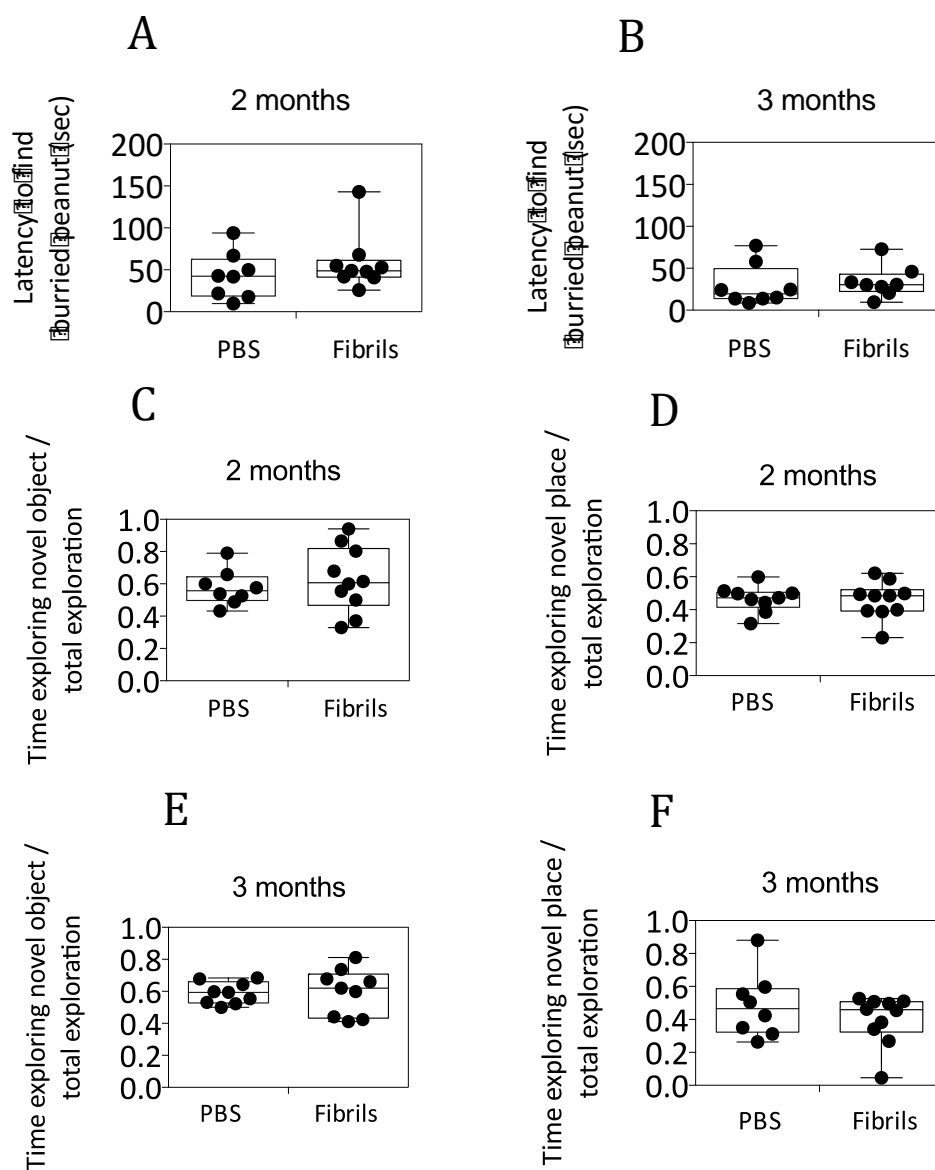 A
2 months
Latency to find
burried peanut (sec)
200
150
100
50
0
PBS
Fibrils
B
3 months
Latency to find
burried peanut (sec)
200
150
100
50
0
PBS
Fibrils
C
2 months
Time exploring novel object /
total exploration
1.0
0.8
0.6
0.4
0.2
0.0
PBS
Fibrils
D
2 months
Time exploring novel place /
total exploration
1.0
0.8
0.6
0.4
0.2
0.0
PBS
Fibrils
E
3 months
Time exploring novel object /
total exploration
1.0
0.8
0.6
0.4
0.2
0.0
PBS
Fibrils
F
3 months
Time exploring novel place /
total exploration
1.0
0.8
0.6
0.4
0.2
0.0
PBS
Fibrils